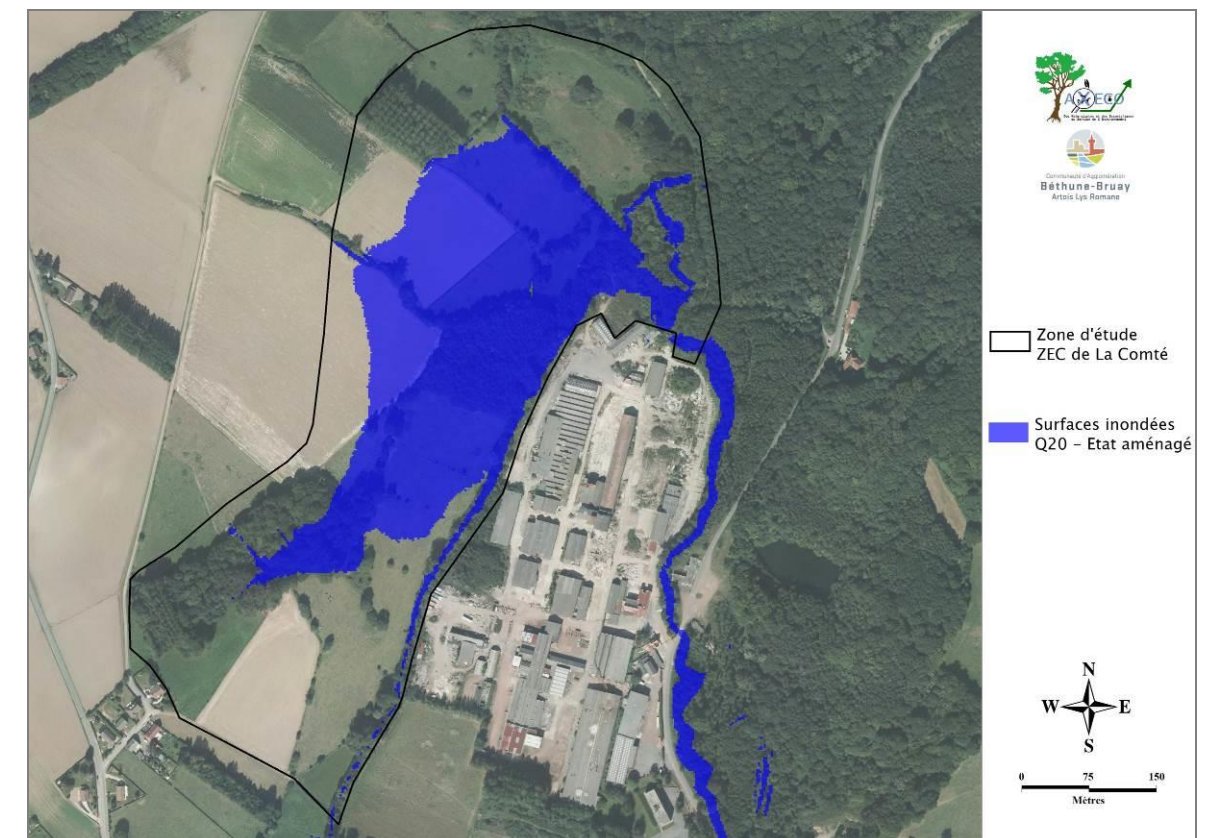 AXECO
Communauté d'Agglomération
Béthune-Bruay
Artois Lys Romane
Zone d'étude
ZEC de La Comté
Surfaces inondées
Q20 - Etat aménagé
N
W E
S
0 75 150
Mètres